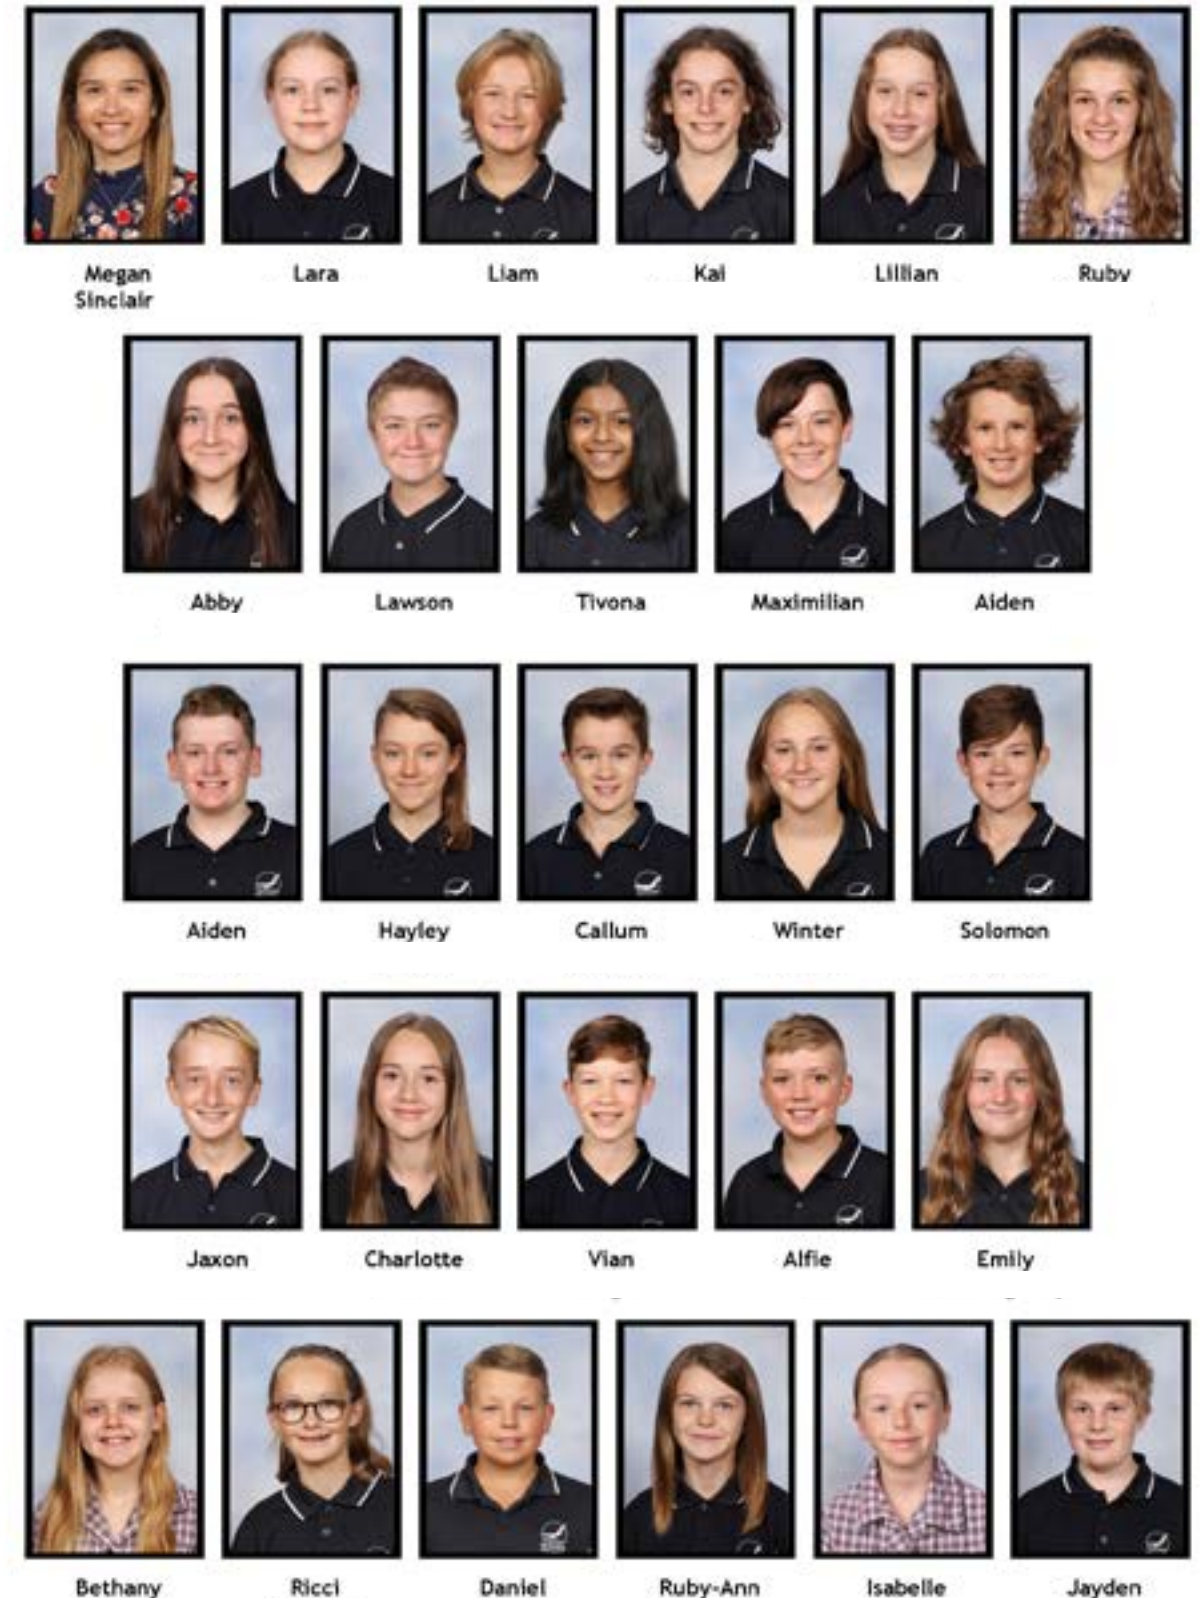 Megan
Sinclair
Lara
Liam
Kai
Lillian
Ruby
Abby
Lawson
Tivona
Maximilian
Aiden
Aiden
Hayley
Callum
Winter
Solomon
Jaxon
Charlotte
Vian
Alfie
Emily
Bethany
Ricci
Daniel
Ruby-Ann
Isabelle
Jayden